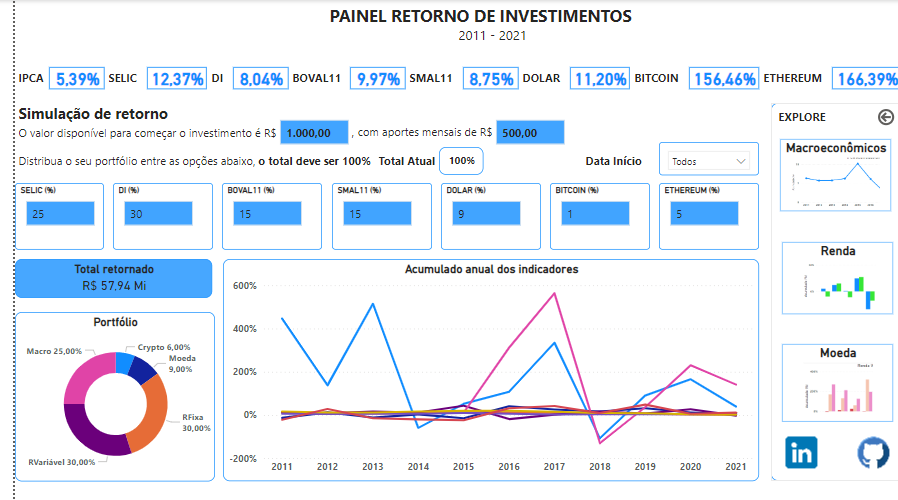 PAINEL RETORNO DE INVESTIMENTOS
2011 - 2021
IPCA 5,39% SELIC 12,37% DI 8,04% BOVAL11 9,97% SMAL11 8,75% DOLAR 11,20% BITCOIN 156,46% ETHEREUM 166,39%
Simulação de retorno
O valor disponível para começar o investimento é R$ 1.000,00 , com aportes mensais de R$ 500,00
Distribua o seu portfólio entre as opções abaixo, o total deve ser 100% Total Atual 100% Data Início Todos
SELIC (%) DI (%) BOVAL11 (%) SMAL11 (%) DOLAR (%) BITCOIN (%) ETHEREUM (%)
25 30 15 15 9 1 5
Total retornado
R$ 57,94 Mi
Portfólio
Crypto 6,00%
Moeda 9,00%
RFixa 30,00%
RVariável 30,00%
Macro 25,00%
Acumulado anual dos indicadores
600%
400%
200%
0%
-200%
2011 2012 2013 2014 2015 2016 2017 2018 2019 2020 2021
EXPLORE
Macroeconômicos
Renda
Moeda
in